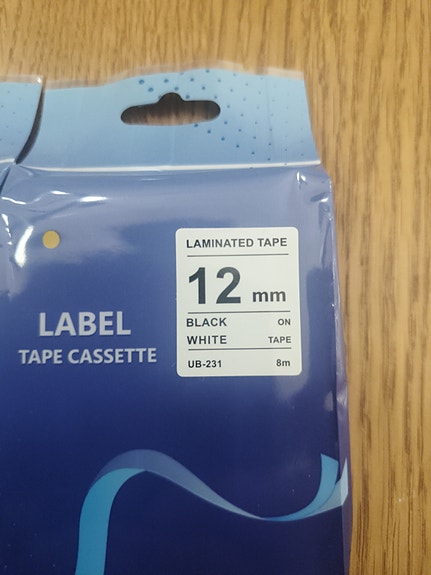 LAMINATED TAPE
12 mm
BLACK ON
WHITE TAPE
UB-231 8m
LABEL
TAPE CASSETTE